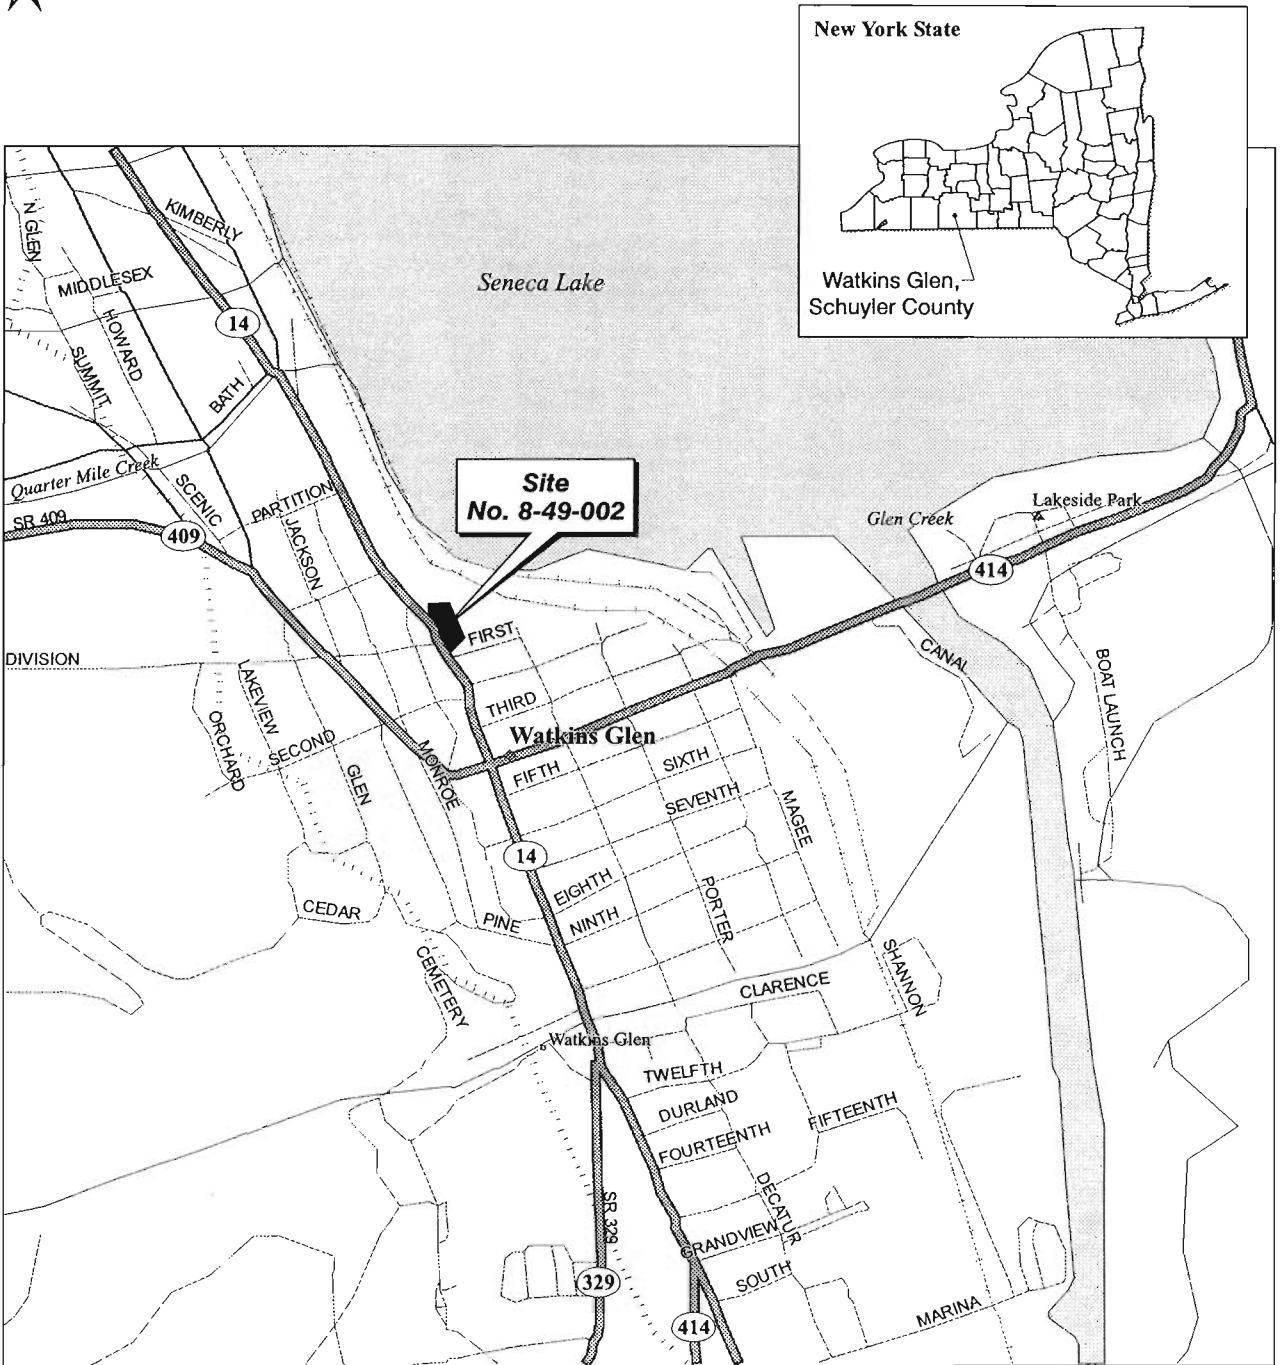 New York State
Watkins Glen,
Schuyler County
KIMBERLY
N GLEN
MIDDLESEX
Seneca Lake
HOWARD
14
SUMMIT
BATH
Quarter Mile Creek
SCENIC
PARTITION
Site
No. 8-49-002
Lakeside Park
Glen Creek
SR 409
409
JACKSON
414
FIRST
DIVISION
CANAL
BOAT LAUNCH
LAKEVIEW
ORCHARD
SECOND
THIRD
Watkins Glen
MONROE
GLEN
FIFTH
SIXTH
SEVENTH
MAGEE
14
EIGHTH
PORTER
CEDAR
PINE
NINTH
CEMETERY
SHANNON
CLARENCE
Watkins Glen
TWELFTH
DURLAND
FIFTEENTH
FOURTEENTH
DECATUR
SR 329
GRANDVIEW
SOUTH
329
MARINA
414